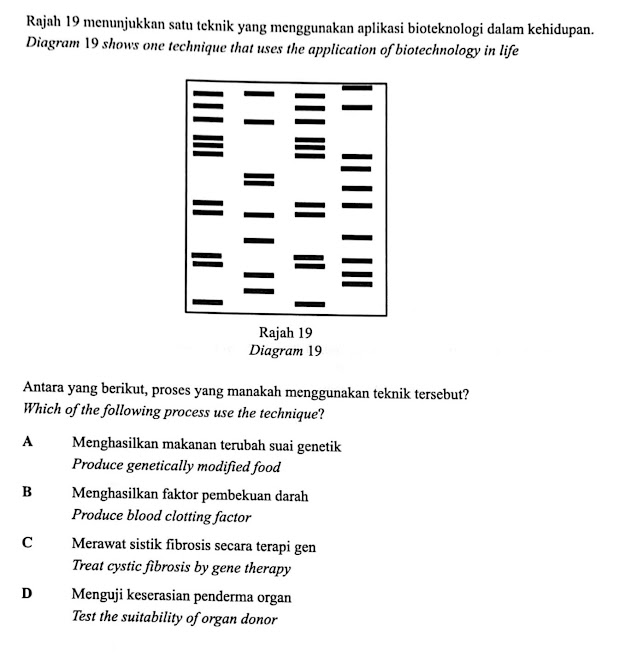 Rajah 19 menunjukkan satu teknik yang menggunakan aplikasi bioteknologi dalam kehidupan.
Diagram 19 shows one technique that uses the application of biotechnology in life
Rajah 19
Diagram 19
Antara yang berikut, proses yang manakah menggunakan teknik tersebut?
Which of the following process use the technique?
A Menghasilkan makanan terubah suai genetik
Produce genetically modified food
B Menghasilkan faktor pembekuan darah
Produce blood clotting factor
C Merawat sistik fibrosis secara terapi gen
Treat cystic fibrosis by gene therapy
D Menguji keserasian penderma organ
Test the suitability of organ donor